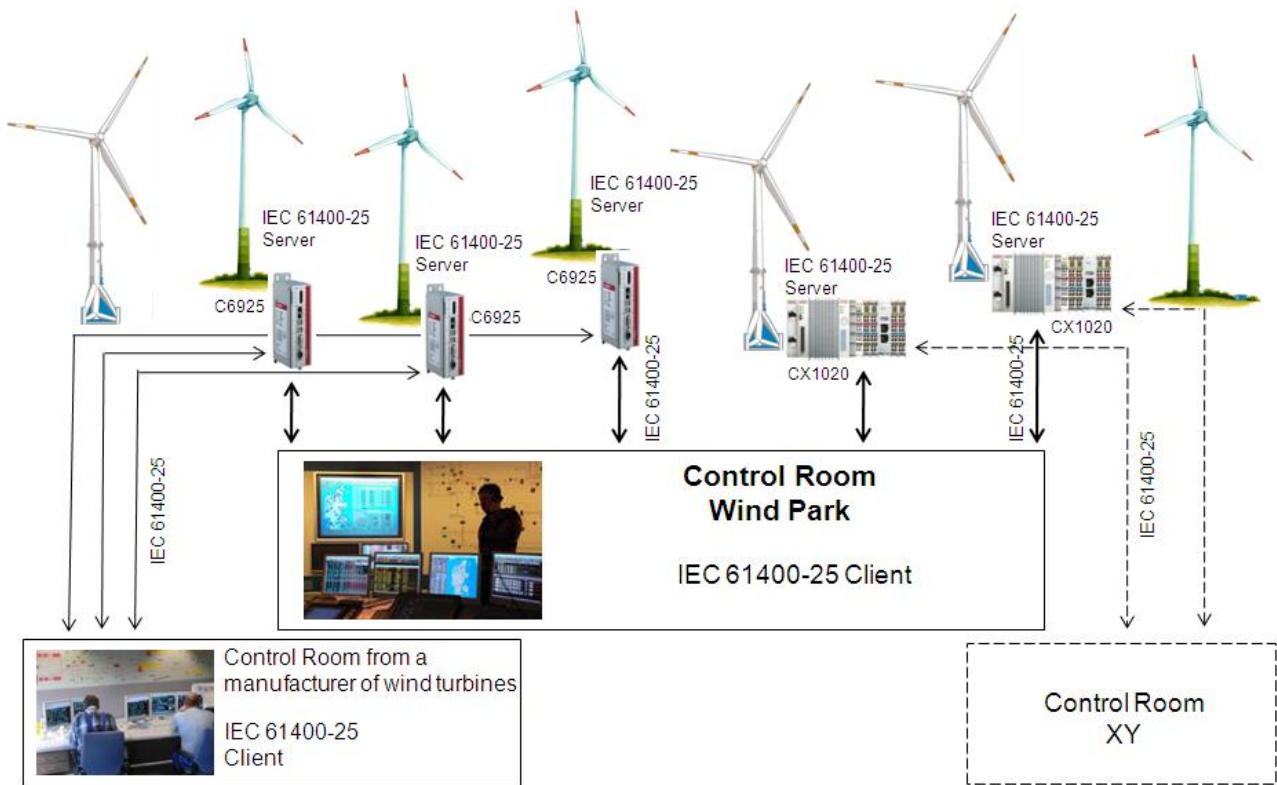 IEC 61400-25
Server
IEC 61400-25
Server
IEC 61400-25
Server
IEC 61400-25
Server
IEC 61400-25
Server
C6925
C6925
C6925
CX1020
CX1020
IEC 61400-25
IEC 61400-25
IEC 61400-25
IEC 61400-25
Control Room
Wind Park
IEC 61400-25 Client
Control Room from a
manufacturer of wind turbines
IEC 61400-25
Client
Control Room
XY